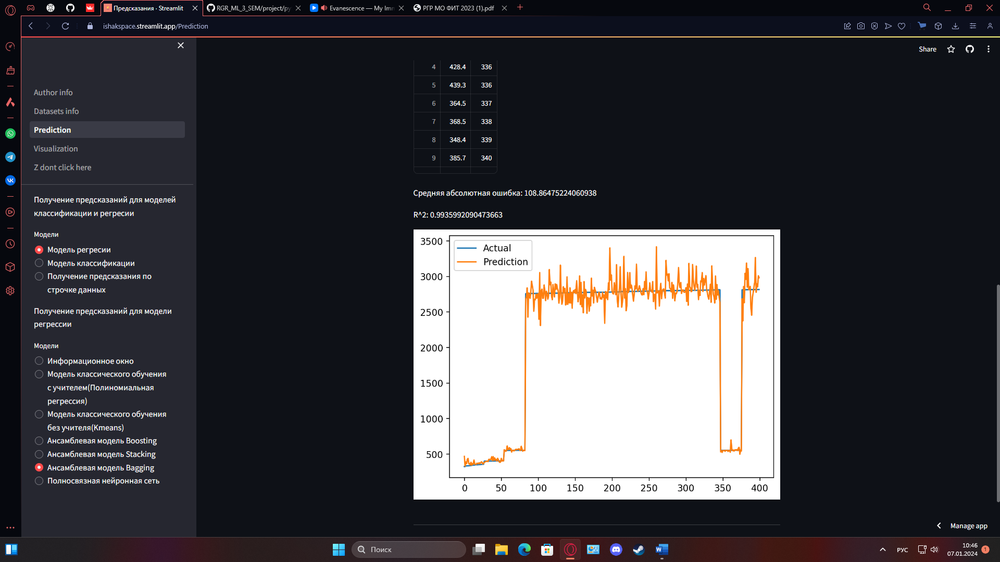 Предсказания · Streamlit
RGR_ML_3_SEM/project/py
Evanescence — My Imm
РГР МО ФИТ 2023 (1).pdf
ishakspace.streamlit.app/Prediction
Share
Author info
Datasets info
Prediction
Visualization
Z dont click here
Получение предсказаний для моделей
классификации и регресии
Модели
Модель регресии
Модель классификации
Получение предсказания по
строчке данных
Получение предсказаний для модели
регрессии
Модели
Информационное окно
Модель классического обучения
с учителем(Полиномиальная
регрессия)
Модель классического обучения
без учителя(Kmeans)
Ансамблевая модель Boosting
Ансамблевая модель Stacking
Ансамблевая модель Bagging
Полносвязная нейронная сеть
4 428.4 336
5 439.3 336
6 364.5 337
7 368.5 338
8 348.4 339
9 385.7 340
Средняя абсолютная ошибка: 108.86475224060938
R^2: 0.9935992090473663
Actual
Prediction
3500
3000
2500
2000
1500
1000
500
0 50 100 150 200 250 300 350 400
Manage app
Поиск
РУС
10:46
07.01.2024
1